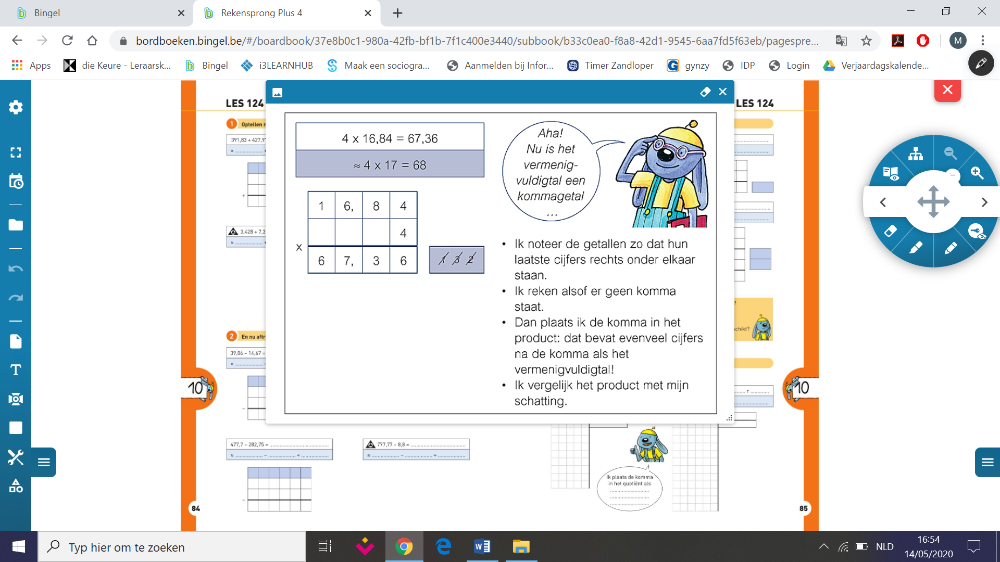 Bingel
Rekensprong Plus 4
bordboeken.bingel.be/#/boardbook/37e8b0c1-980a-42fb-bf1b-7f1c400e3440/subbook/b33c0ea0-f8a8-42d1-9545-6aa7fd5f63eb/pagespre...
M
Apps
die Keure - Leraarsk...
Bingel
i3LEARNHUB
Maak een sociogra...
Aanmelden bij Infor...
Timer Zandloper
gynzy
IDP
Login
Verjaardagskalende...
LES 124
LES 124
1 Optellen
391,83 + 427,9
3,428 + 7,3
2 En nu aftr
39,06 – 14,67 =
4 x 16,84 = 67,36
≈ 4 x 17 = 68
1 6, 8 4
4
x
6 7, 3 6
1 3 2
Aha!
Nu is het
vermenig-
vuldigtal een
kommagetal
...
• Ik noteer de getallen zo dat hun
laatste cijfers rechts onder elkaar
staan.
• Ik reken alsof er geen komma
staat.
• Dan plaats ik de komma in het
product: dat bevat evenveel cijfers
na de komma als het
vermenigvuldigtal!
• Ik vergelijk het product met mijn
schatting.
?
schikt?
r
10
10
477,7 – 282,75 =
≈ – =
777,77 – 8,8 =
≈ – =
Ik plaats de komma
in het quotiënt als
84
85
Typ hier om te zoeken
NLD
16:54
14/05/2020